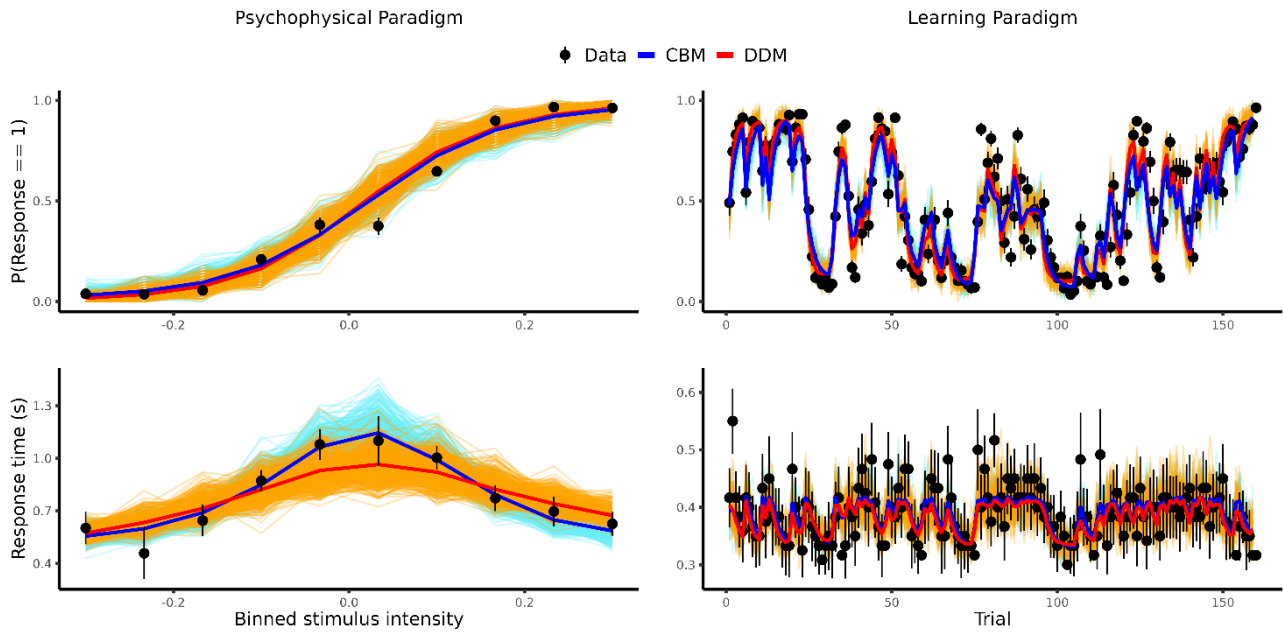 Psychophysical Paradigm
Learning Paradigm
Data CBM DDM
P(Response == 1)
1.0
0.5
0.0
-0.2 0.0 0.2
1.0
0.5
0.0
0 50 100 150
Response time (s)
1.3
1.0
0.7
0.4
-0.2 0.0 0.2
Binned stimulus intensity
0.6
0.5
0.4
0.3
0 50 100 150
Trial